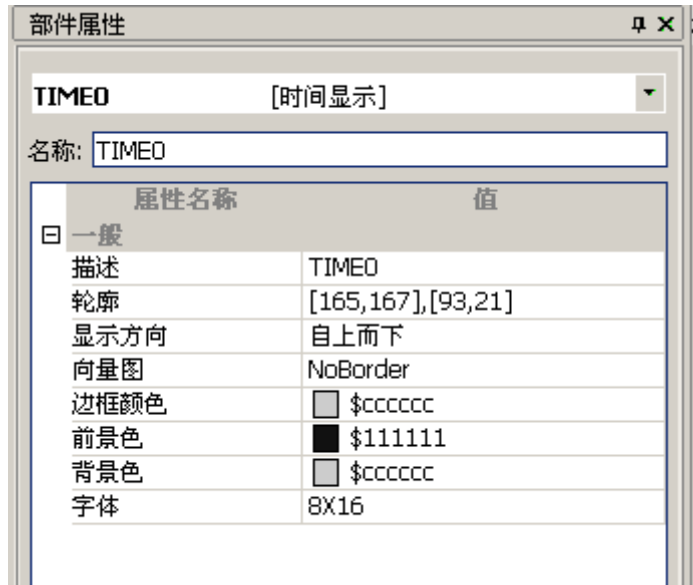 部件属性
TIME0 [时间显示]
名称: TIME0
属性名称 值
一般
描述 TIME0
轮廓 [165,167],[93,21]
显示方向 自上而下
向量图 NoBorder
边框颜色 $cccccc
前景色 $111111
背景色 $cccccc
字体 8X16